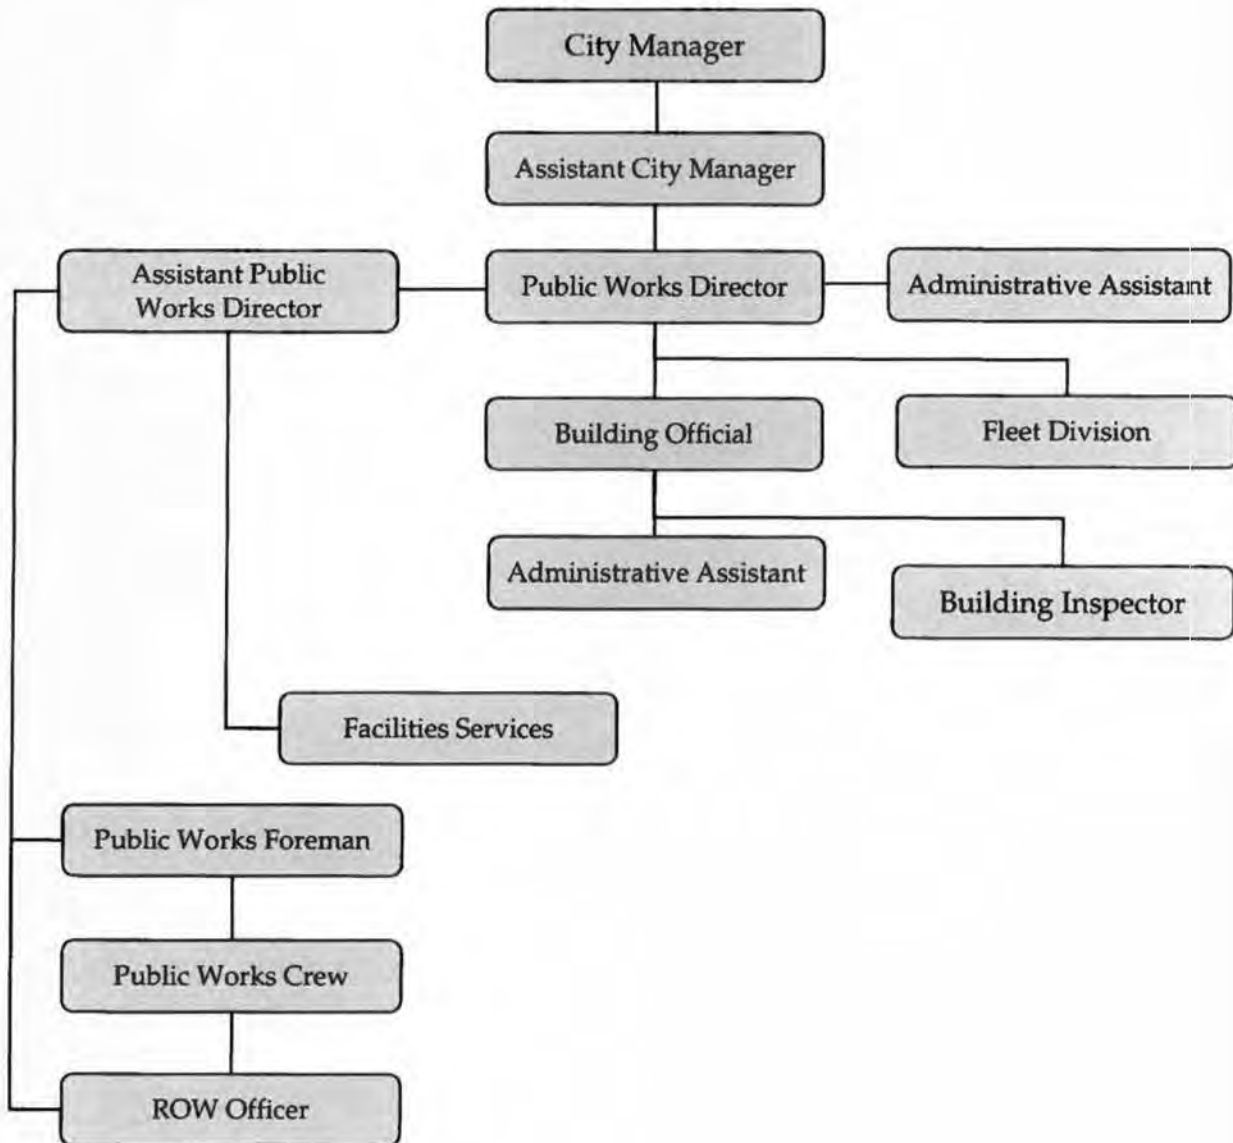 City Manager
Assistant City Manager
Assistant Public
Works Director
Public Works Director
Administrative Assistant
Building Official
Fleet Division
Administrative Assistant
Building Inspector
Facilities Services
Public Works Foreman
Public Works Crew
ROW Officer